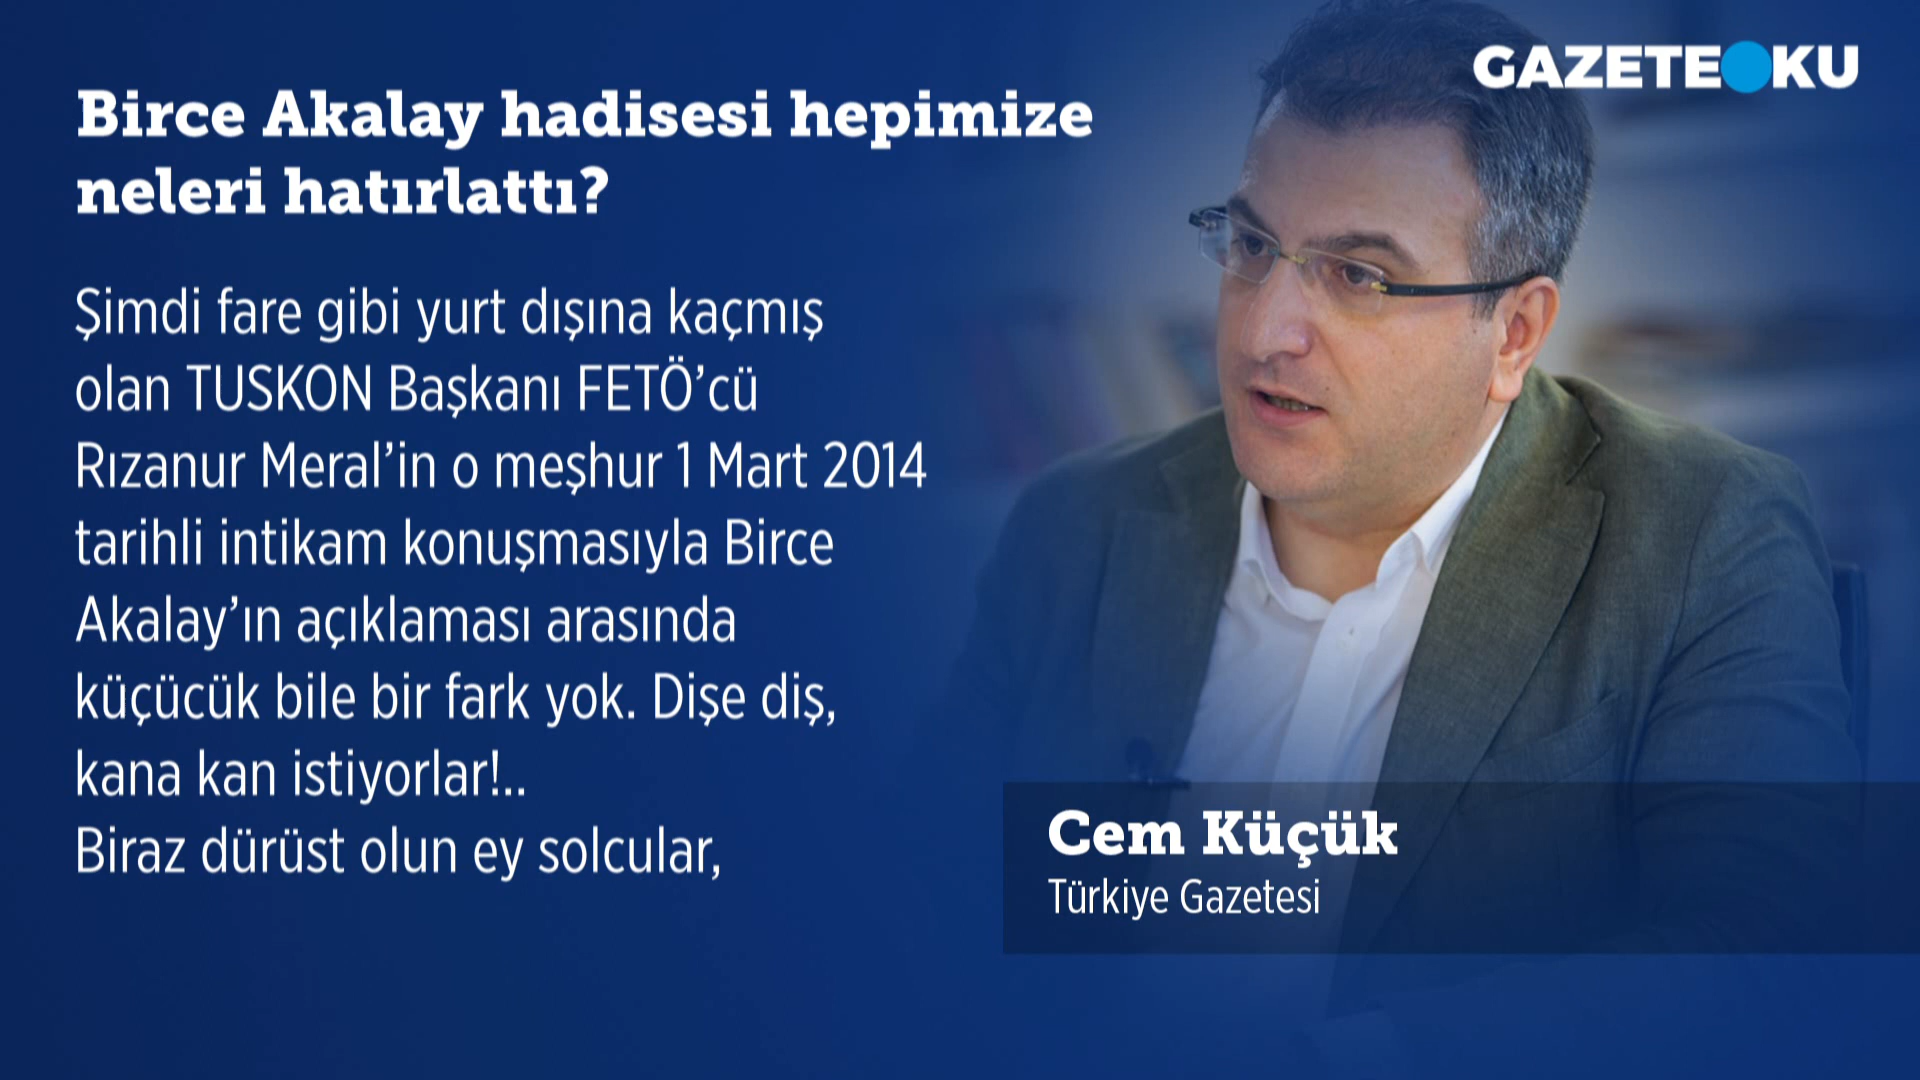 GAZETEOKU
Birce Akalay hadisesi hepimize
neleri hatırlattı?
Şimdi fare gibi yurt dışına kaçmış
olan TUSKON Başkanı FETÖ’cü
Rızanur Meral’in o meşhur 1 Mart 2014
tarihli intikam konuşmasıyla Birce
Akalay’ın açıklaması arasında
küçücük bile bir fark yok. Dişe diş,
kana kan istiyorlar!..
Biraz dürüst olun ey solcular,
Cem Küçük
Türkiye Gazetesi